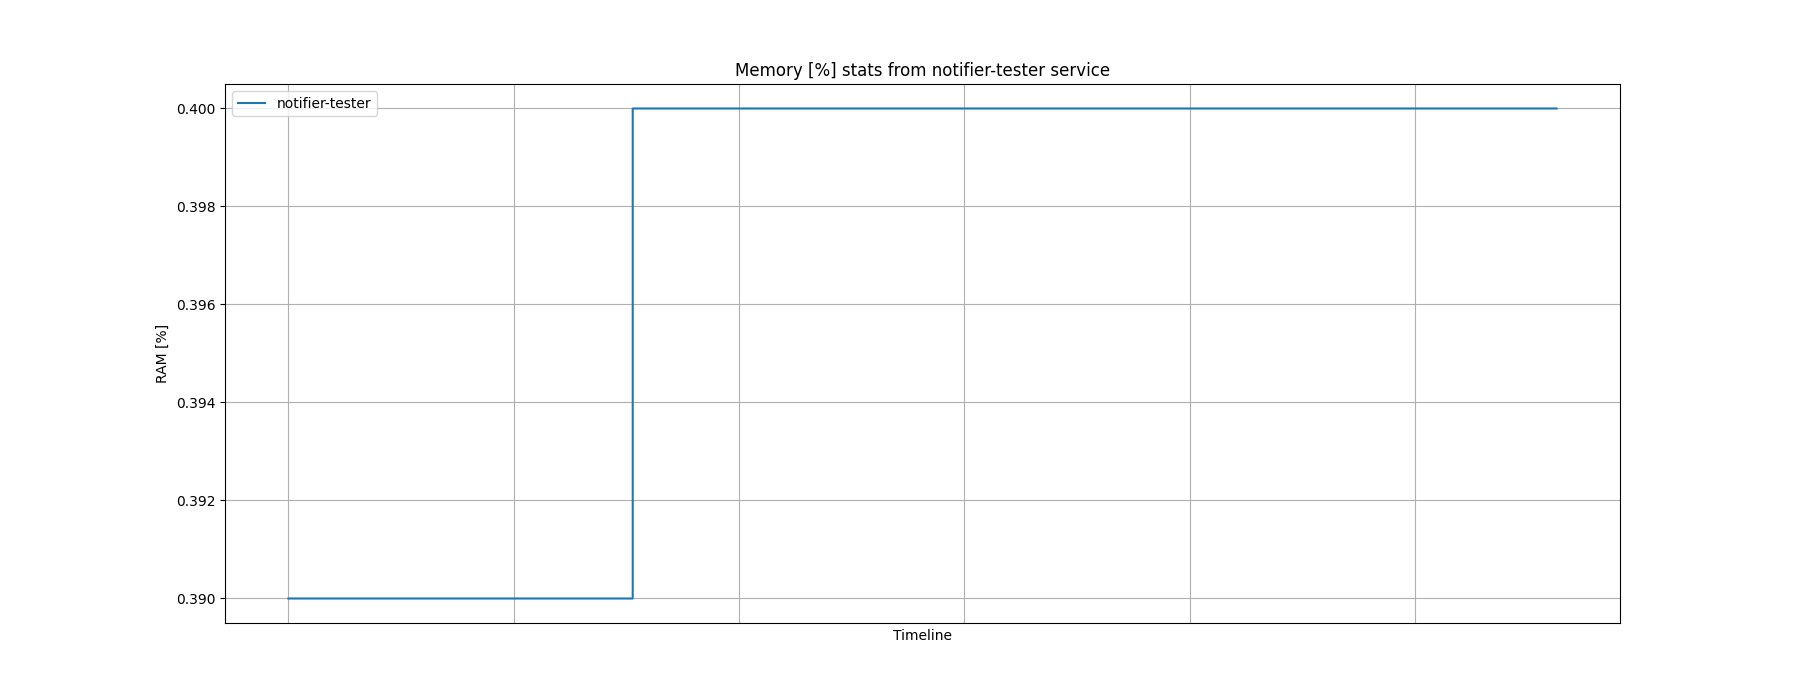 Memory [%] stats from notifier-tester service
notifier-tester
0.400
0.398
0.396
0.394
0.392
0.390
RAM [%]
Timeline